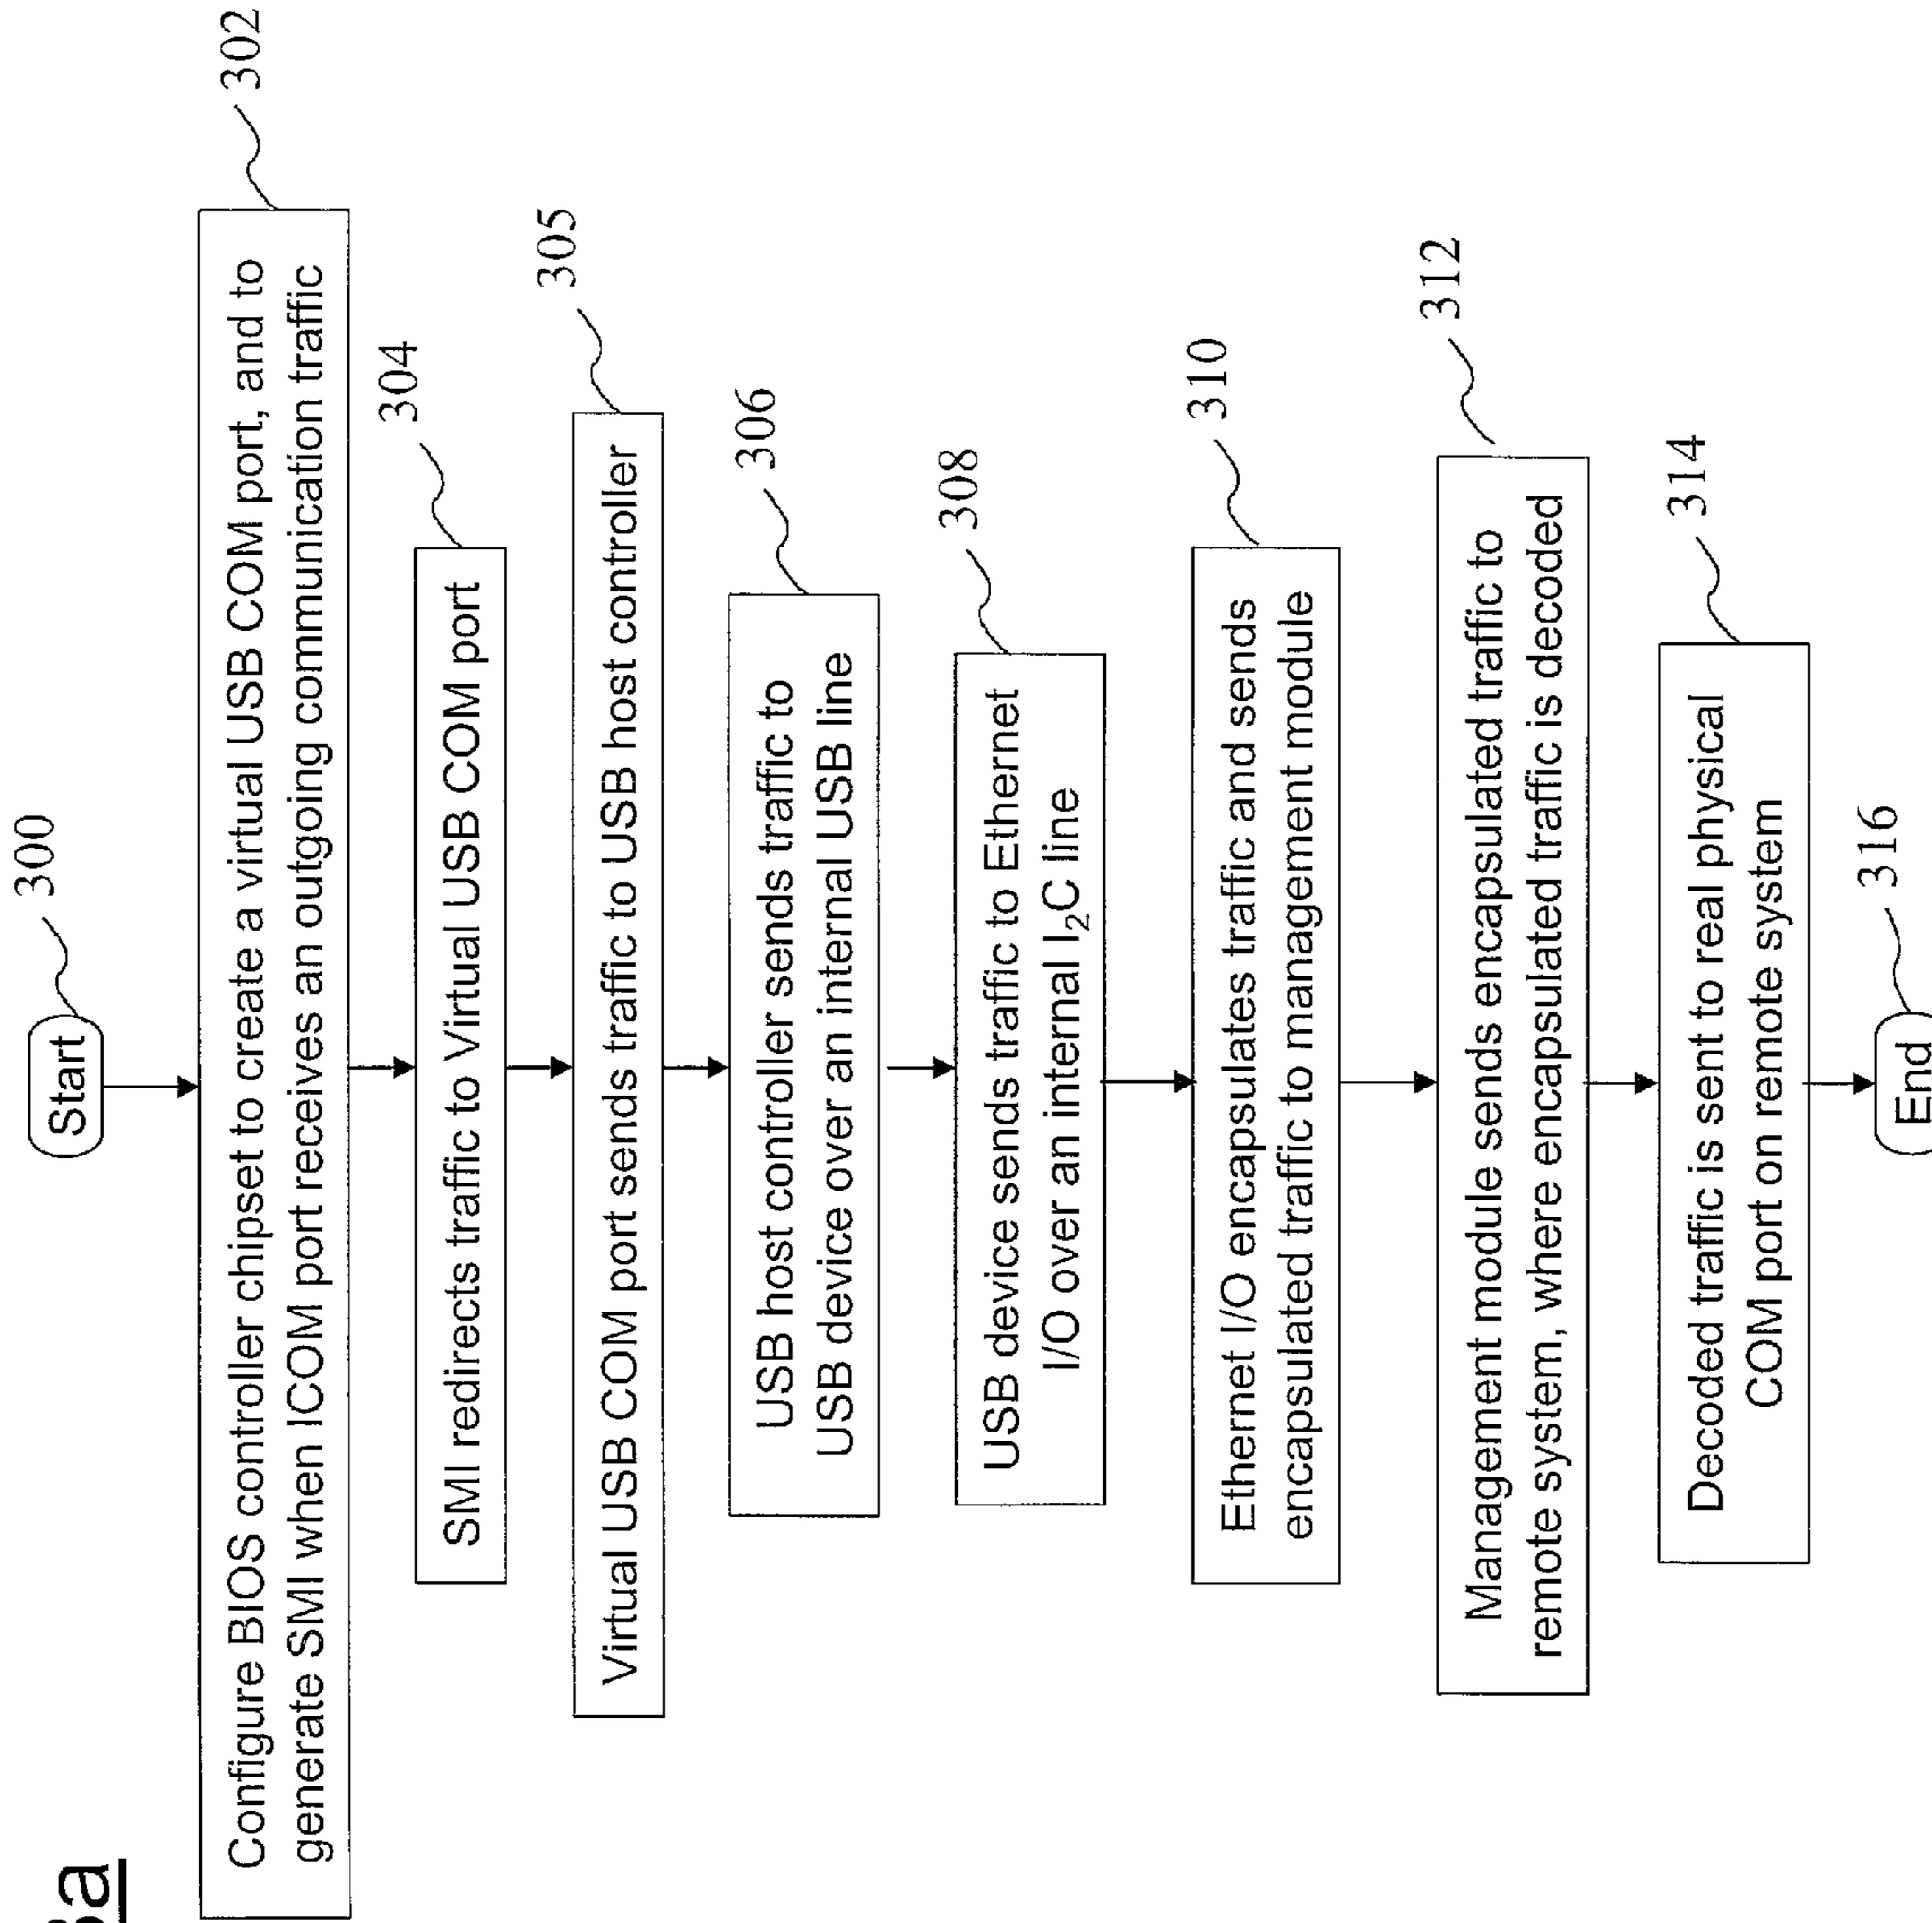 300
Start
302
Configure BIOS controller chipset to create a virtual USB COM port, and to
generate SMI when ICOM port receives an outgoing communication traffic
304
SMI redirects traffic to Virtual USB COM port
305
Virtual USB COM port sends traffic to USB host controller
306
USB host controller sends traffic to
USB device over an internal USB line
308
USB device sends traffic to Ethernet
I/O over an internal I₂C line
310
Ethernet I/O encapsulates traffic and sends
encapsulated traffic to management module
312
Management module sends encapsulated traffic to
remote system, where encapsulated traffic is decoded
314
Decoded traffic is sent to real physical
COM port on remote system
316
End